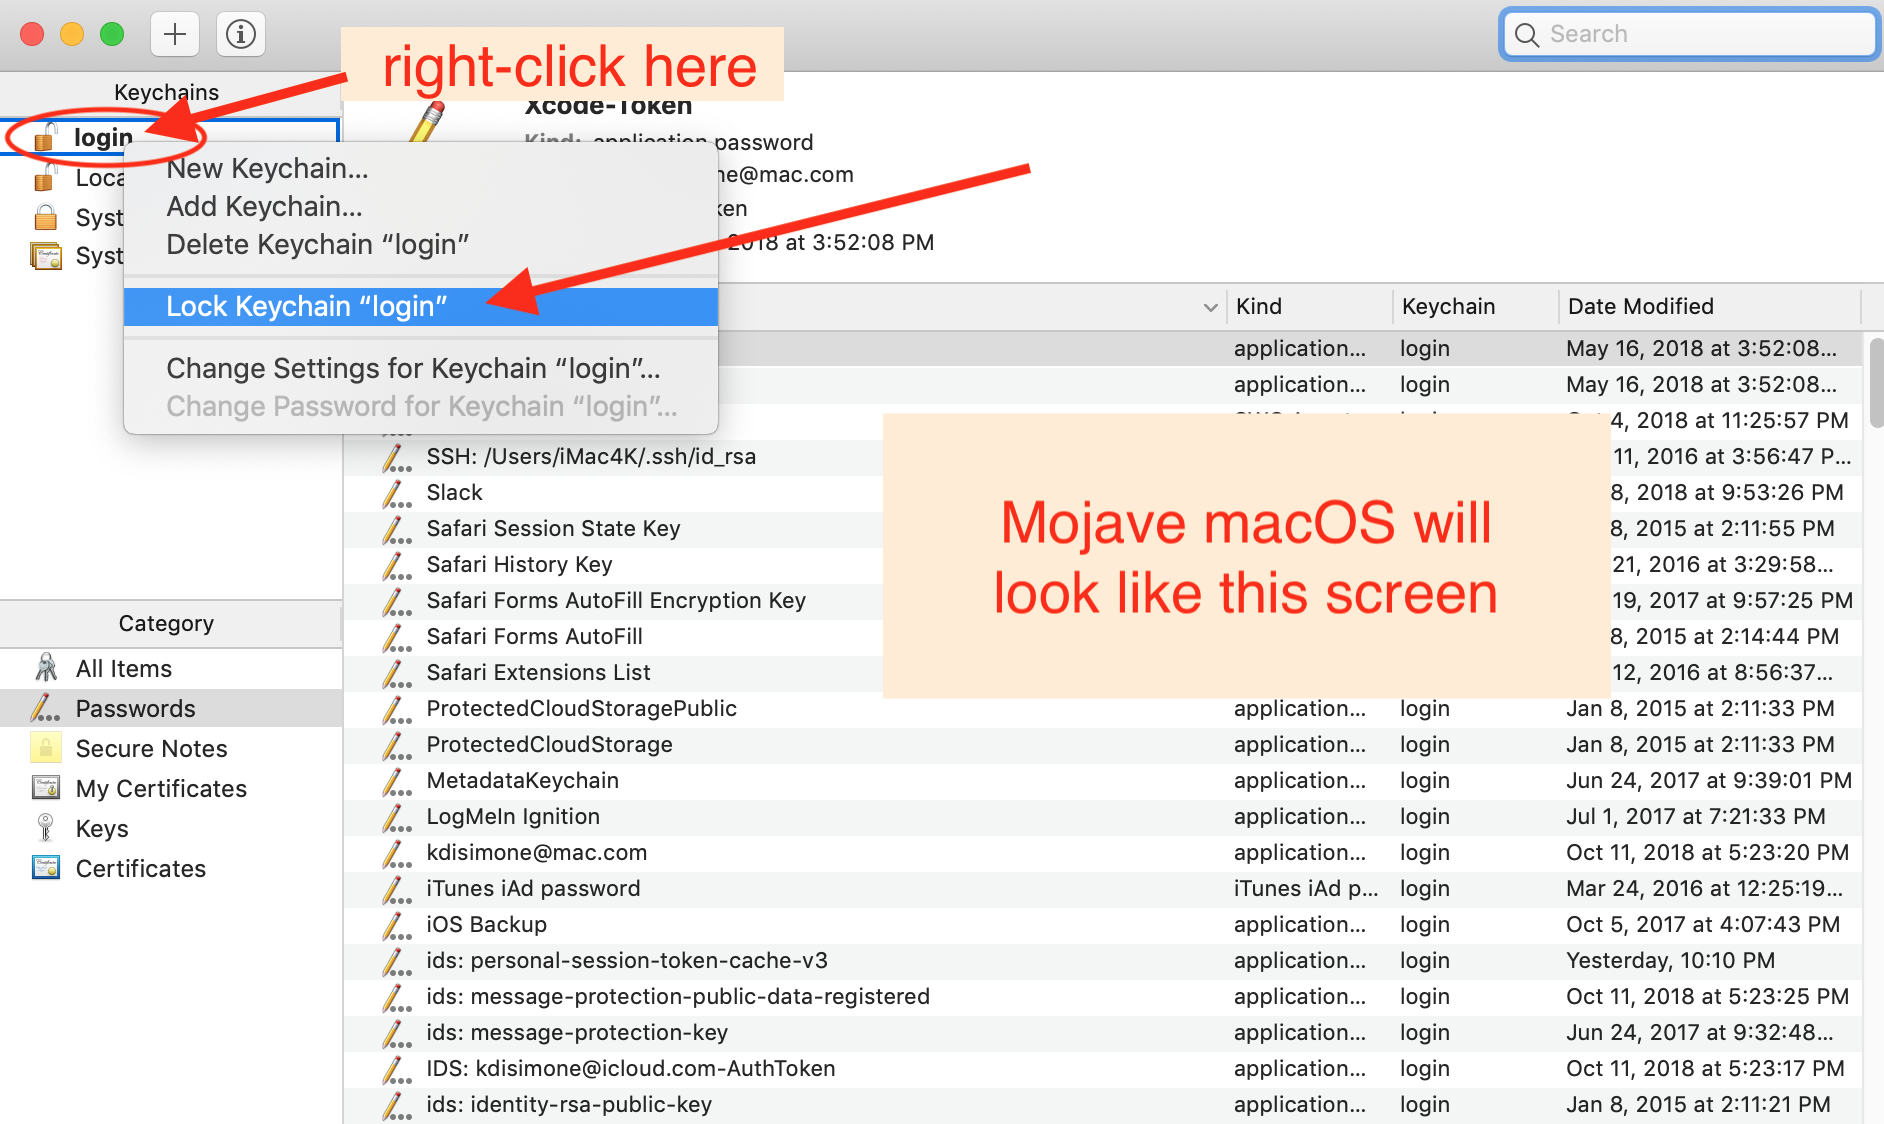 Search
right-click here
Keychains
login
New Keychain...
Add Keychain...
Delete Keychain “login”
Lock Keychain “login”
Change Settings for Keychain “login”...
Change Password for Keychain “login”...
Xcode-Token
Kind: application password
ne@mac.com
2018 at 3:52:08 PM
Kind Keychain Date Modified
application... login May 16, 2018 at 3:52:08...
application... login May 16, 2018 at 3:52:08...
4, 2018 at 11:25:57 PM
SSH: /Users/iMac4K/.ssh/id_rsa 11, 2016 at 3:56:47 P...
Slack 8, 2018 at 9:53:26 PM
Safari Session State Key 8, 2015 at 2:11:55 PM
Safari History Key 21, 2016 at 3:29:58...
Safari Forms AutoFill Encryption Key 19, 2017 at 9:57:25 PM
Safari Forms AutoFill 8, 2015 at 2:14:44 PM
Safari Extensions List 12, 2016 at 8:56:37...
Mojave macOS will
look like this screen
ProtectedCloudStoragePublic application... login Jan 8, 2015 at 2:11:33 PM
ProtectedCloudStorage application... login Jan 8, 2015 at 2:11:33 PM
MetadataKeychain application... login Jun 24, 2017 at 9:39:01 PM
LogMeIn Ignition application... login Jul 1, 2017 at 7:21:33 PM
kdisimone@mac.com application... login Oct 11, 2018 at 5:23:20 PM
iTunes iAd password iTunes iAd p... login Mar 24, 2016 at 12:25:19...
iOS Backup application... login Oct 5, 2017 at 4:07:43 PM
ids: personal-session-token-cache-v3 application... login Yesterday, 10:10 PM
ids: message-protection-public-data-registered application... login Oct 11, 2018 at 5:23:25 PM
ids: message-protection-key application... login Jun 24, 2017 at 9:32:48...
IDS: kdisimone@icloud.com-AuthToken application... login Oct 11, 2018 at 5:23:17 PM
ids: identity-rsa-public-key application... login Jan 8, 2015 at 2:11:21 PM
Category
All Items
Passwords
Secure Notes
My Certificates
Keys
Certificates